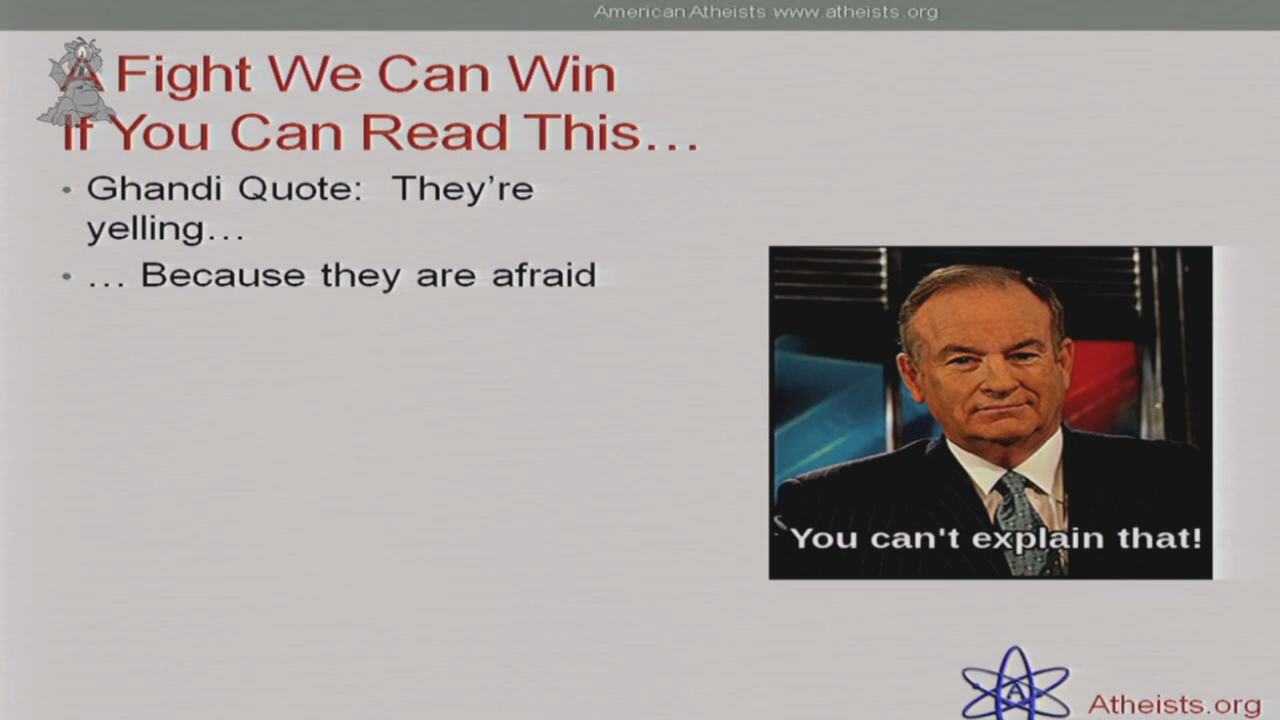 American Atheists www.atheists.org
A Fight We Can Win
If You Can Read This…
• Ghandi Quote: They’re
yelling…
• … Because they are afraid
You can't explain that!
A
Atheists.org